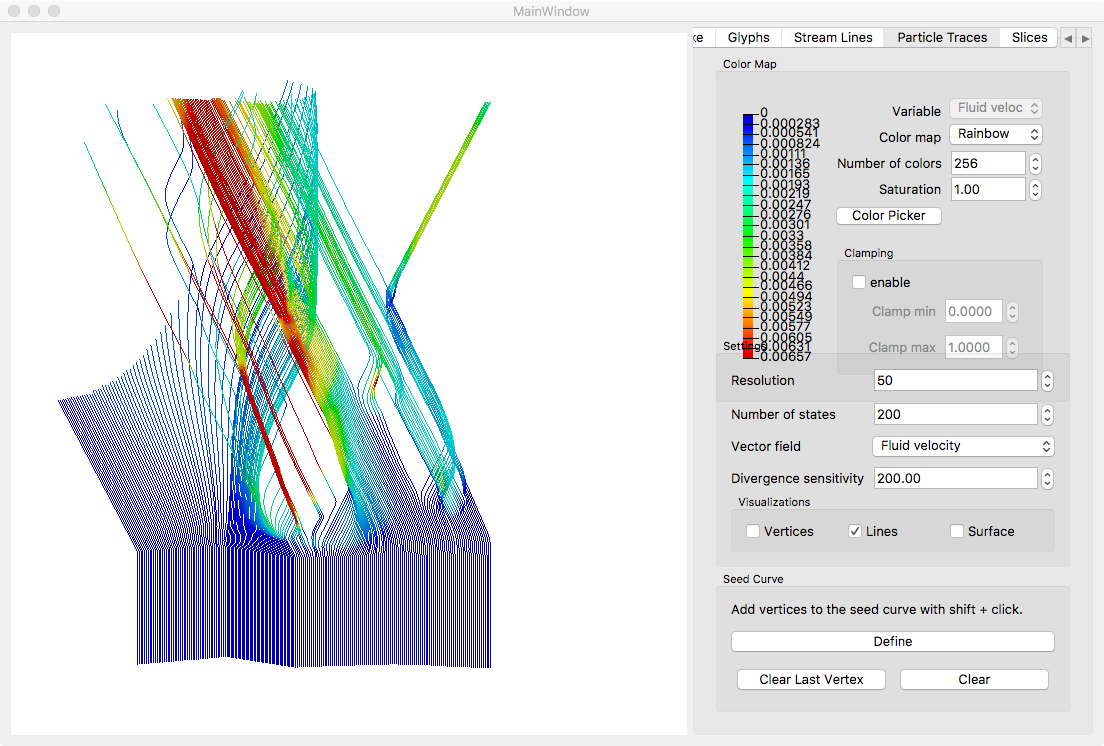 MainWindow
ke Glyphs Stream Lines Particle Traces Slices
Color Map
0
0.000283
0.000541
0.000824
0.00111
0.00136
0.00165
0.00193
0.00219
0.00247
0.00276
0.00301
0.0033
0.00358
0.00384
0.00412
0.0044
0.00466
0.00494
0.00523
0.00549
0.00577
0.00605
0.00631
0.00657
Variable Fluid veloc
Color map Rainbow
Number of colors 256
Saturation 1.00
Color Picker
Clamping
enable
Clamp min 0.0000
Clamp max 1.0000
Settings
Resolution 50
Number of states 200
Vector field Fluid velocity
Divergence sensitivity 200.00
Visualizations
Vertices Lines Surface
Seed Curve
Add vertices to the seed curve with shift + click.
Define
Clear Last Vertex Clear